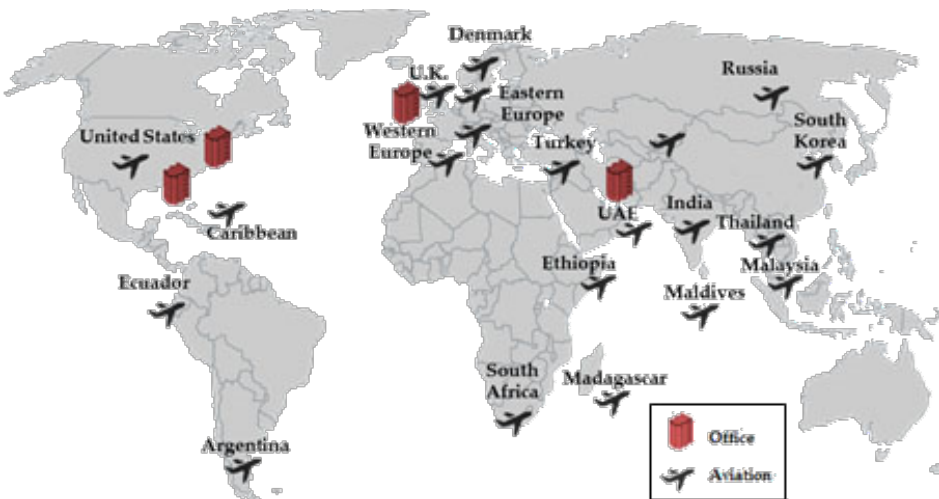 Denmark
U.K.
Russia
Eastern
Europe
United States
Western
Europe
Turkey
South
Korea
UAE
India
Thailand
Caribbean
Ethiopia
Malaysia
Ecuador
Maldives
South
Africa
Madagascar
Argentina
Office
Aviation